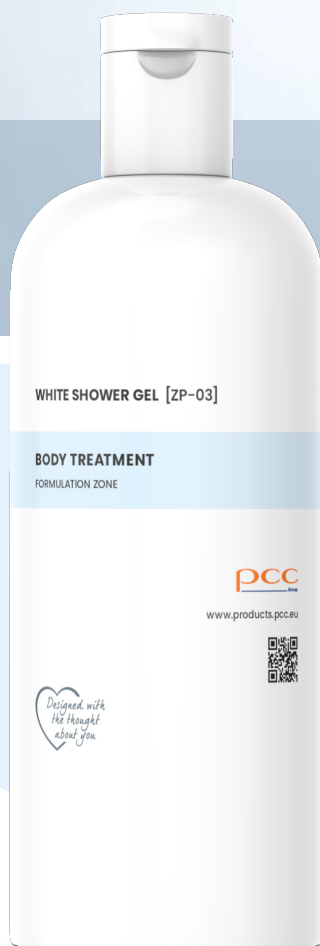 WHITE SHOWER GEL [ZP-03]
BODY TREATMENT
FORMULATION ZONE
pcc
Group
www.products.pcc.eu
Designed with
the thought
about you